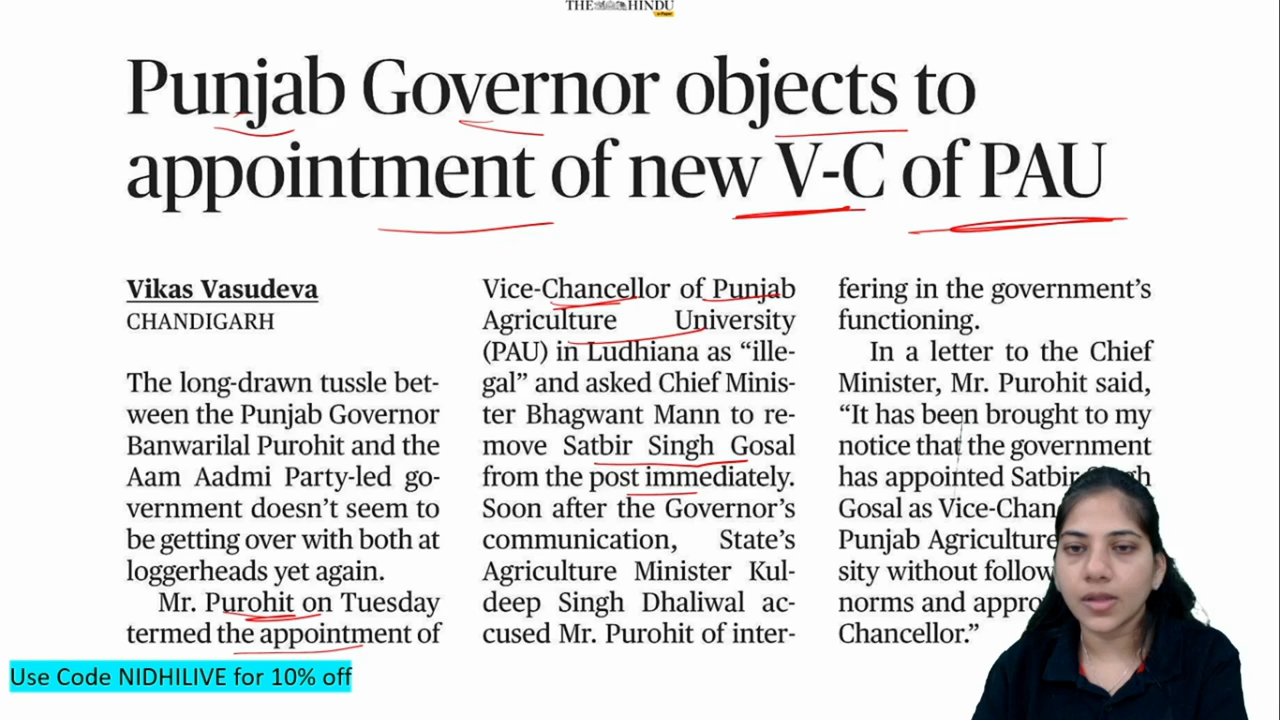 THE HINDU
e-Paper
Punjab Governor objects to
appointment of new V-C of PAU
Vikas Vasudeva
CHANDIGARH
The long-drawn tussle bet-
ween the Punjab Governor
Banwarilal Purohit and the
Aam Aadmi Party-led go-
vernment doesn't seem to
be getting over with both at
loggerheads yet again.
Mr. Purohit on Tuesday
termed the appointment of
Vice-Chancellor of Punjab
Agriculture University
(PAU) in Ludhiana as “ille-
gal” and asked Chief Minis-
ter Bhagwant Mann to re-
move Satbir Singh Gosal
from the post immediately.
Soon after the Governor's
communication, State's
Agriculture Minister Kul-
deep Singh Dhaliwal ac-
cused Mr. Purohit of inter-
fering in the government's
functioning.
In a letter to the Chief
Minister, Mr. Purohit said,
“It has been brought to my
notice that the government
has appointed Satbir
Gosal as Vice-Chan
Punjab Agriculture
sity without follow
norms and appro
Chancellor.”
Use Code NIDHILIVE for 10% off